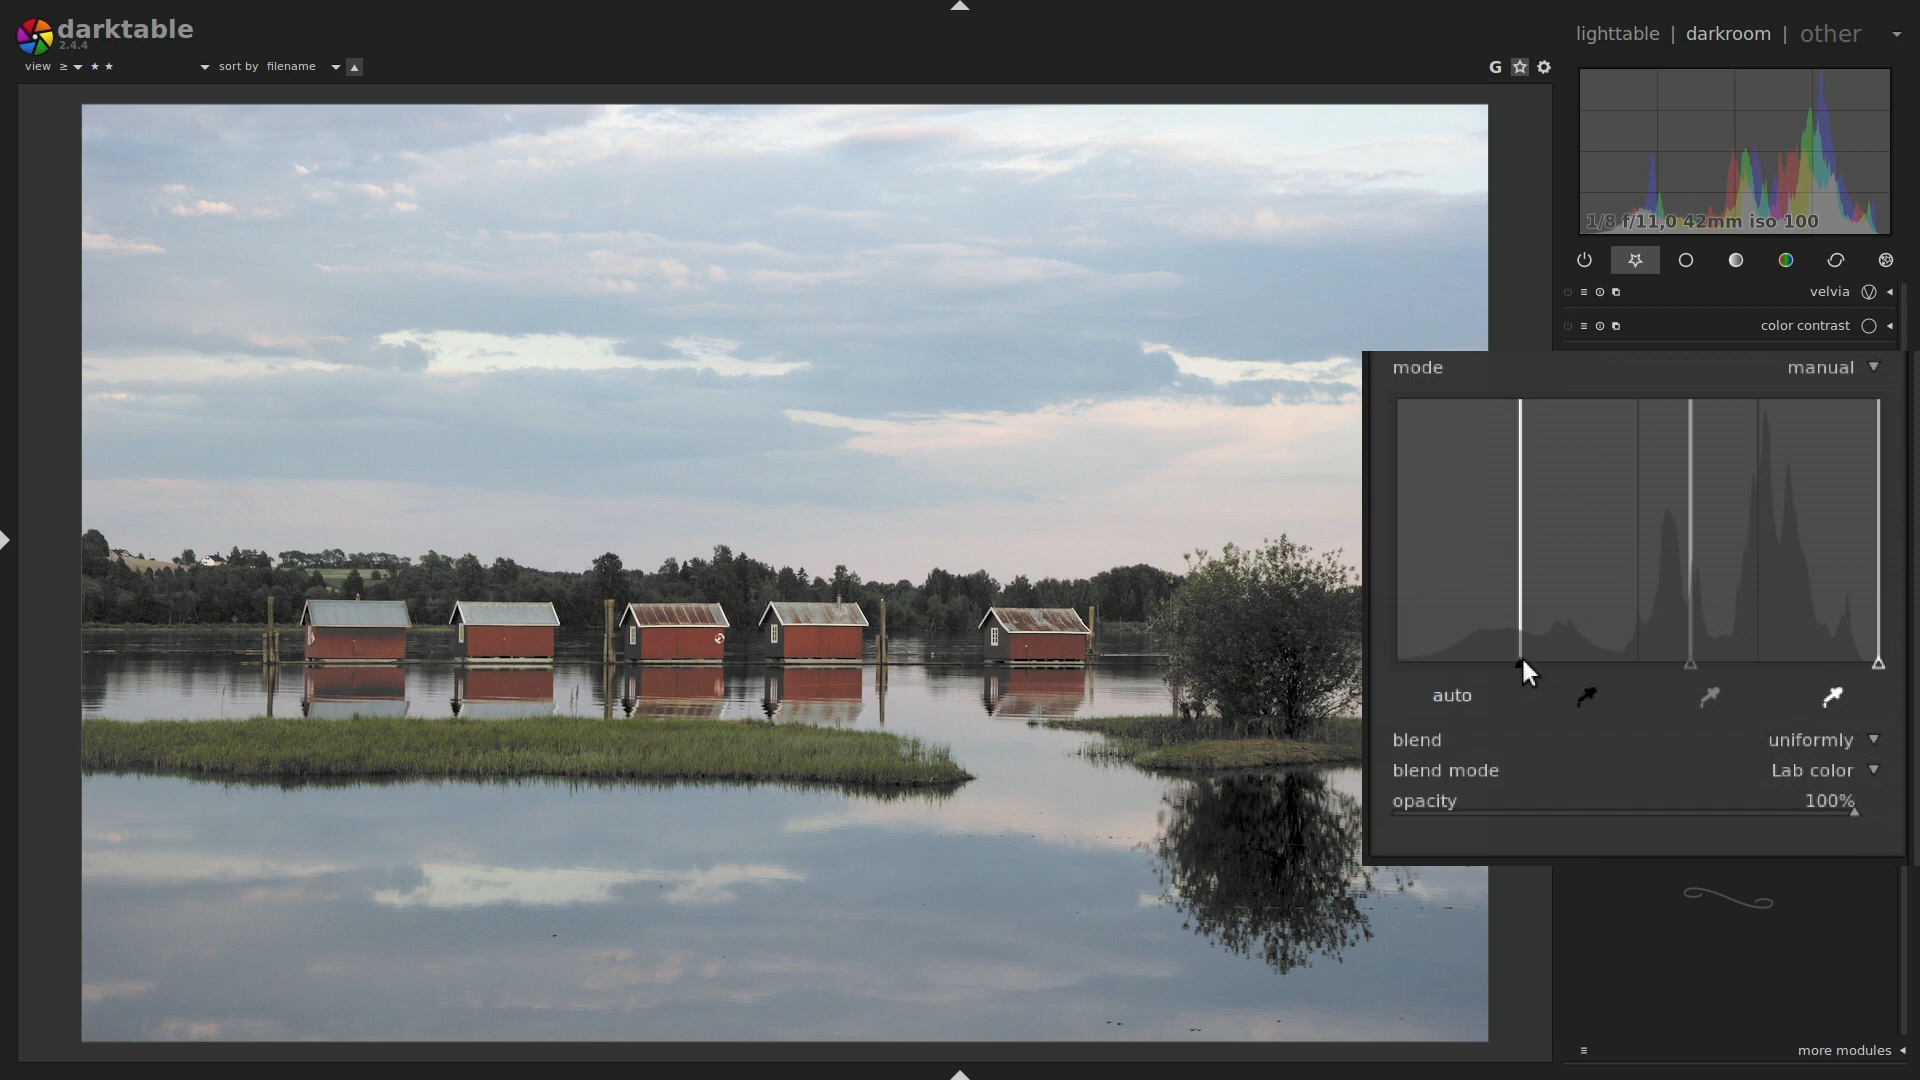 darktable
2.4.4
lighttable | darkroom | other
view ≥ ★ ★ sort by filename
G
1/8 f/11,0 42mm iso 100
velvia
color contrast
mode manual
auto
blend uniformly
blend mode Lab color
opacity 100%
more modules